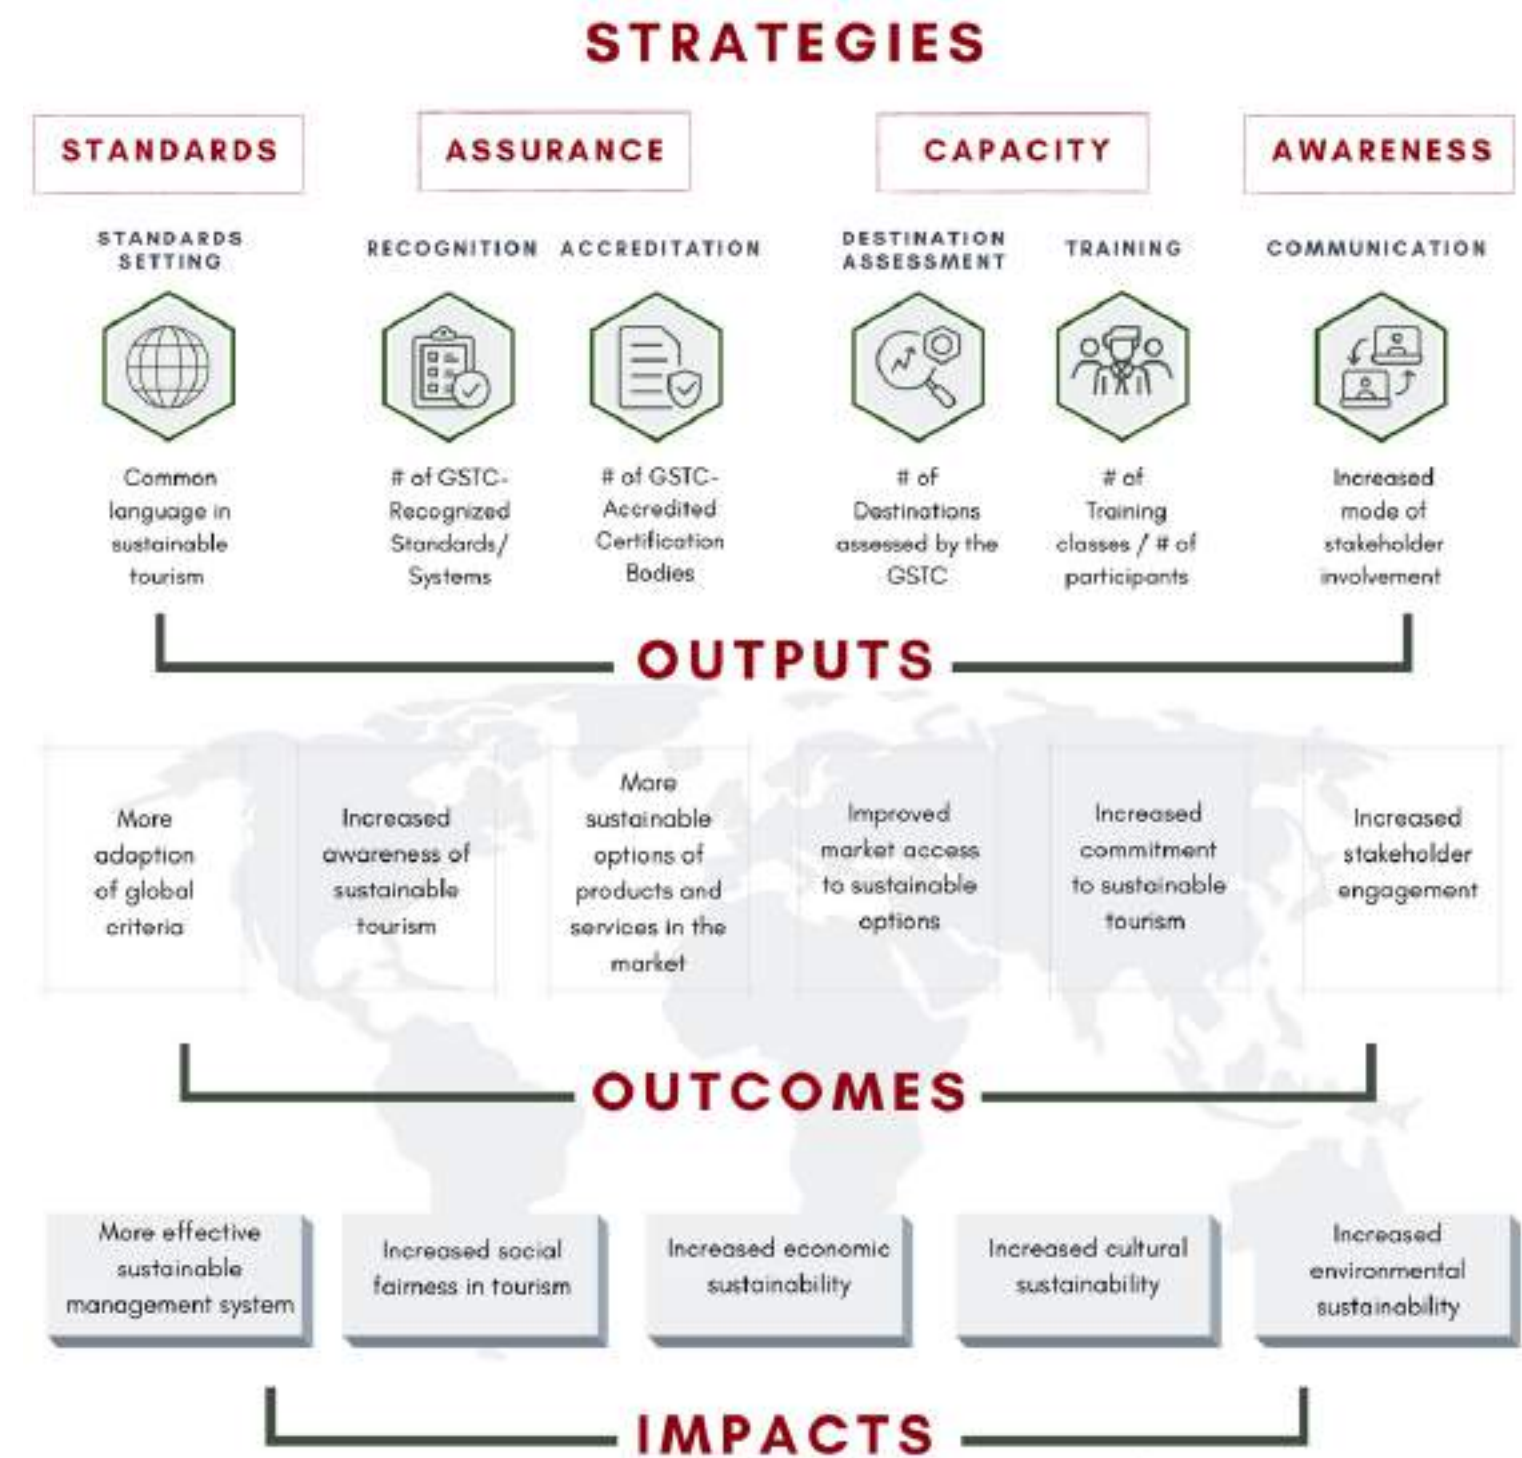 STRATEGIES
STANDARDS
ASSURANCE
CAPACITY
AWARENESS
STANDARDS
SETTING
RECOGNITION
ACCREDITATION
DESTINATION
ASSESSMENT
TRAINING
COMMUNICATION
Common
language in
sustainable
tourism
# of GSTC-
Recognized
Standards/
Systems
# of GSTC-
Accredited
Certification
Bodies
# of
Destinations
assessed by the
GSTC
# of
Training
classes / # of
participants
Increased
mode of
stakeholder
involvement
OUTPUTS
More
adoption
of global
criteria
Increased
awareness of
sustainable
tourism
More
sustainable
options of
products and
services in the
market
Improved
market access
to sustainable
options
Increased
commitment
to sustainable
tourism
Increased
stakeholder
engagement
OUTCOMES
More effective
sustainable
management system
Increased social
fairness in tourism
Increased economic
sustainability
Increased cultural
sustainability
Increased
environmental
sustainability
IMPACTS